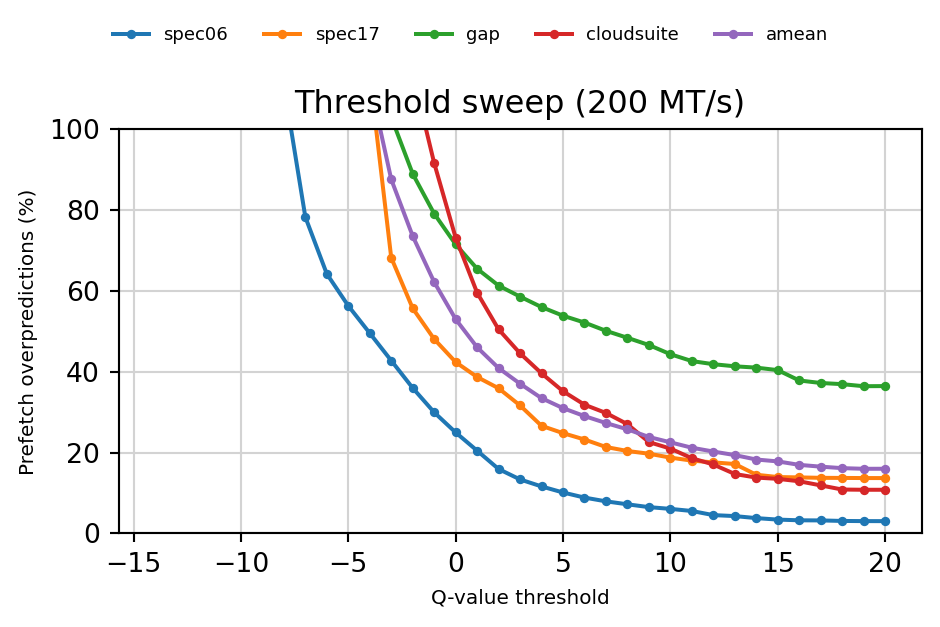 spec06 spec17 gap cloudsuite amean
Threshold sweep (200 MT/s)
100
80
60
40
20
0
Prefetch overpredictions (%)
−15 −10 −5 0 5 10 15 20
Q-value threshold